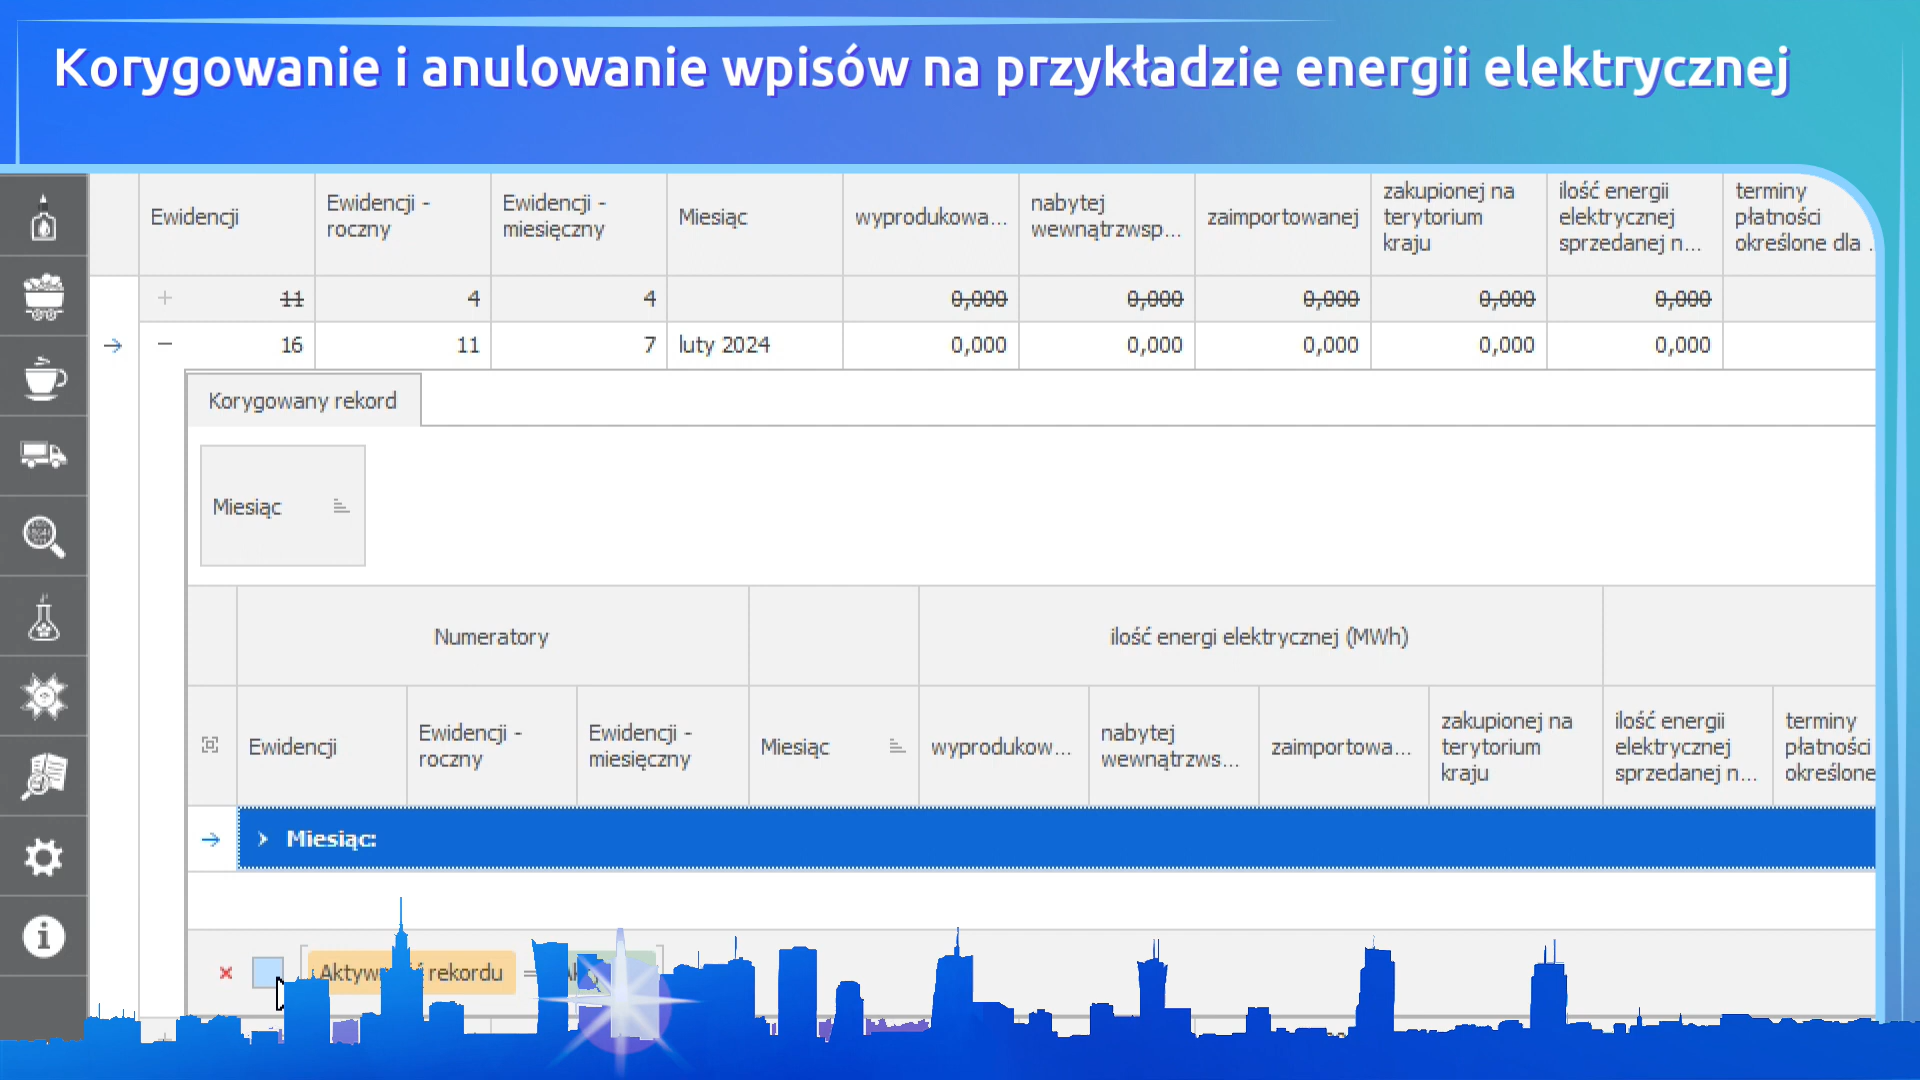 Korygowanie i anulowanie wpisów na przykładzie energii elektrycznej
Ewidencji
Ewidencji -
roczny
Ewidencji -
miesięczny
Miesiąc
wyprodukowa...
nabytej
wewnątrzwsp...
zaimportowanej
zakupionej na
terytorium
kraju
ilość energii
elektrycznej
sprzedanej n...
terminy
płatności
określone dla ..
11 4 4 0,000 0,000 0,000 0,000 0,000
16 11 7 luty 2024 0,000 0,000 0,000 0,000 0,000
Korygowany rekord
Miesiąc
Numeratory
ilość energi elektrycznej (MWh)
Ewidencji
Ewidencji -
roczny
Ewidencji -
miesięczny
Miesiąc
wyprodukow...
nabytej
wewnątrzws...
zaimportowa...
zakupionej na
terytorium
kraju
ilość energii
elektrycznej
sprzedanej n...
terminy
płatności
określone
Miesiąc:
rekordu =